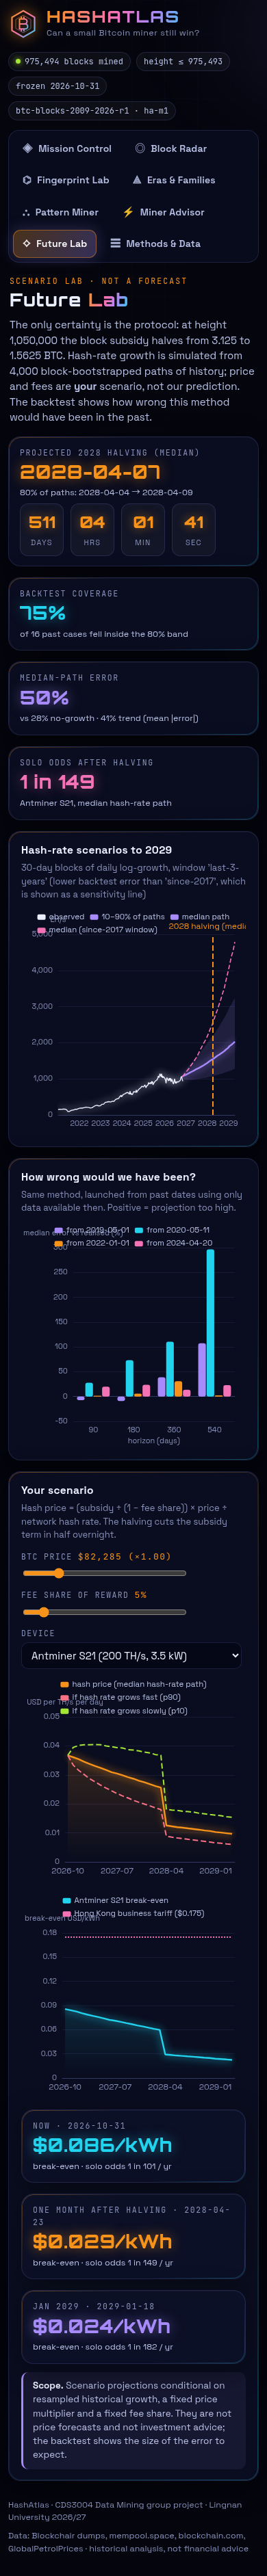 HASHATLAS
Can a small Bitcoin miner still win?
975,494 blocks mined
height ≤ 975,493
frozen 2026-10-31
btc-blocks-2009-2026-r1 · ha-m1
Mission Control
Block Radar
Fingerprint Lab
Eras & Families
Pattern Miner
Miner Advisor
Future Lab
Methods & Data
SCENARIO LAB · NOT A FORECAST
Future Lab
The only certainty is the protocol: at height
1,050,000 the block subsidy halves from 3.125 to
1.5625 BTC. Hash-rate growth is simulated from
4,000 block-bootstrapped paths of history; price
and fees are your scenario, not our prediction.
The backtest shows how wrong this method
would have been in the past.
PROJECTED 2028 HALVING (MEDIAN)
2028-04-07
80% of paths: 2028-04-04 → 2028-04-09
511 04 01 41
DAYS HRS MIN SEC
BACKTEST COVERAGE
75%
of 16 past cases fell inside the 80% band
MEDIAN-PATH ERROR
50%
vs 28% no-growth · 41% trend (mean |error|)
SOLO ODDS AFTER HALVING
1 in 149
Antminer S21, median hash-rate path
Hash-rate scenarios to 2029
30-day blocks of daily log-growth, window 'last-3-
years' (lower backtest error than 'since-2017', which
is shown as a sensitivity line)
observed 10–90% of paths median path
median (since-2017 window)
EH/s
2028 halving (media
5,000
4,000
3,000
2,000
1,000
0
2022 2023 2024 2025 2026 2027 2028 2029
How wrong would we have been?
Same method, launched from past dates using only
data available then. Positive = projection too high.
median error vs realised (%)
from 2019-05-01 from 2020-05-11
from 2022-01-01 from 2024-04-20
300
250
200
150
100
50
0
-50
90 180 360 540
horizon (days)
Your scenario
Hash price = (subsidy + (1 − fee share)) × price ÷
network hash rate. The halving cuts the subsidy
term in half overnight.
BTC PRICE $82,285 (×1.00)
FEE SHARE OF REWARD 5%
DEVICE
Antminer S21 (200 TH/s, 3.5 kW)
hash price (median hash-rate path)
if hash rate grows fast (p90)
if hash rate grows slowly (p10)
USD per TH/s per day
0.05
0.04
0.03
0.02
0.01
0
2026-10 2027-07 2028-04 2029-01
Antminer S21 break-even
Hong Kong business tariff ($0.175)
break-even USD/kWh
0.18
0.15
0.12
0.09
0.06
0.03
0
2026-10 2027-07 2028-04 2029-01
NOW · 2026-10-31
$0.086/kWh
break-even · solo odds 1 in 101 / yr
ONE MONTH AFTER HALVING · 2028-04-
23
$0.029/kWh
break-even · solo odds 1 in 149 / yr
JAN 2029 · 2029-01-18
$0.024/kWh
break-even · solo odds 1 in 182 / yr
Scope. Scenario projections conditional on
resampled historical growth, a fixed price
multiplier and a fixed fee share. They are not
price forecasts and not investment advice;
the backtest shows the size of the error to
expect.
HashAtlas · CDS3004 Data Mining group project · Lingnan
University 2026/27
Data: Blockchair dumps, mempool.space, blockchain.com,
GlobalPetrolPrices · historical analysis, not financial advice